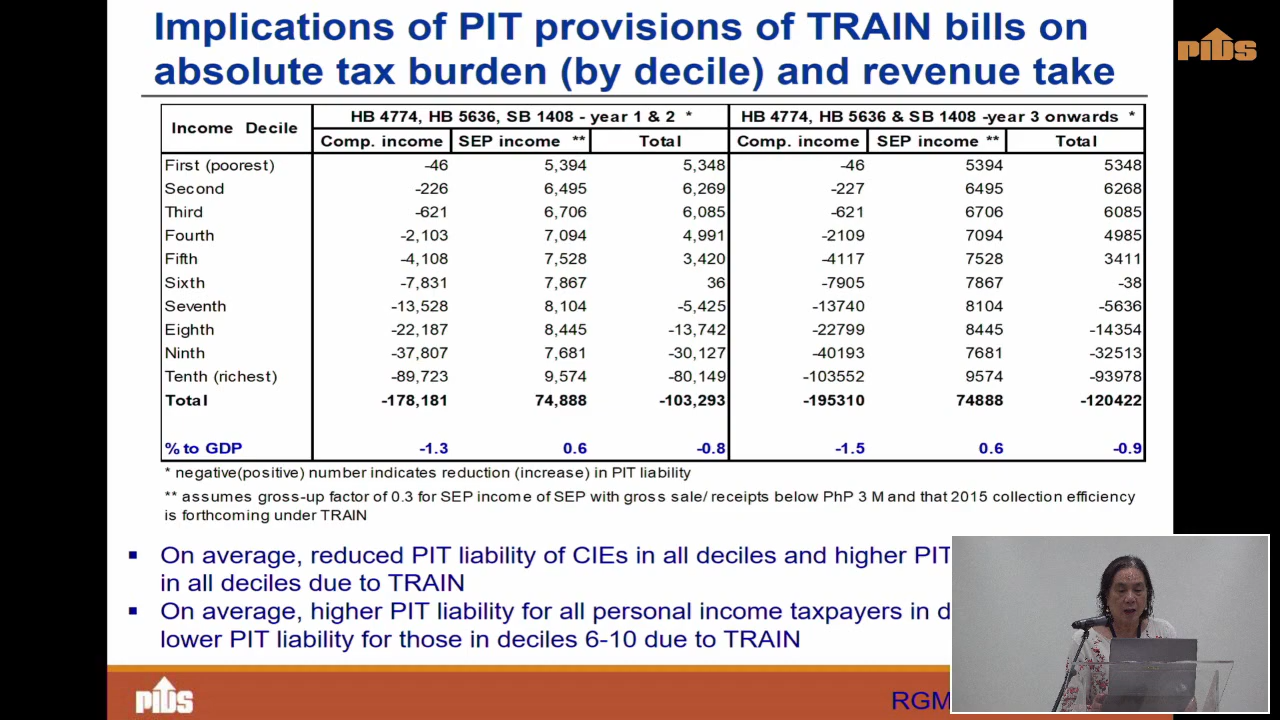 Implications of PIT provisions of TRAIN bills on
absolute tax burden (by decile) and revenue take
PIDS
Income Decile
HB 4774, HB 5636, SB 1408 - year 1 & 2 *
HB 4774, HB 5636 & SB 1408 -year 3 onwards *
Comp. income SEP income ** Total Comp. income SEP income ** Total
First (poorest) -46 5,394 5,348 -46 5394 5348
Second -226 6,495 6,269 -227 6495 6268
Third -621 6,706 6,085 -621 6706 6085
Fourth -2,103 7,094 4,991 -2109 7094 4985
Fifth -4,108 7,528 3,420 -4117 7528 3411
Sixth -7,831 7,867 36 -7905 7867 -38
Seventh -13,528 8,104 -5,425 -13740 8104 -5636
Eighth -22,187 8,445 -13,742 -22799 8445 -14354
Ninth -37,807 7,681 -30,127 -40193 7681 -32513
Tenth (richest) -89,723 9,574 -80,149 -103552 9574 -93978
Total -178,181 74,888 -103,293 -195310 74888 -120422
% to GDP -1.3 0.6 -0.8 -1.5 0.6 -0.9
* negative(positive) number indicates reduction (increase) in PIT liability
** assumes gross-up factor of 0.3 for SEP income of SEP with gross sale/ receipts below PhP 3 M and that 2015 collection efficiency
is forthcoming under TRAIN
▪ On average, reduced PIT liability of CIEs in all deciles and higher PIT
in all deciles due to TRAIN
▪ On average, higher PIT liability for all personal income taxpayers in d
lower PIT liability for those in deciles 6-10 due to TRAIN
PIDS
RGM